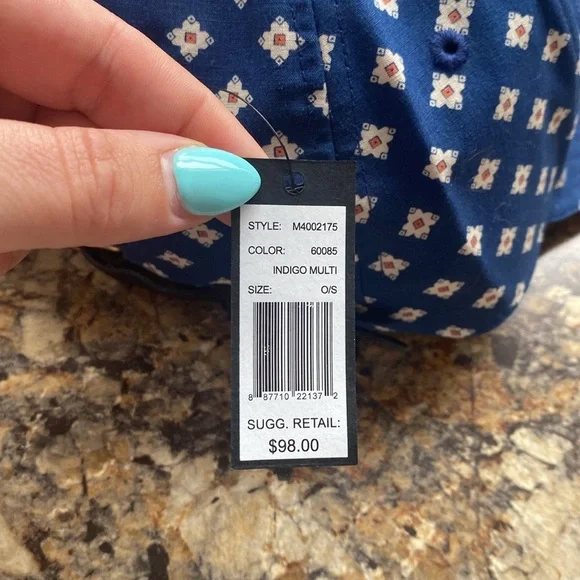 STYLE: M4002175
COLOR: 60085
INDIGO MULTI
SIZE: O/S
8 87710 22137 2
SUGG. RETAIL:
$98.00